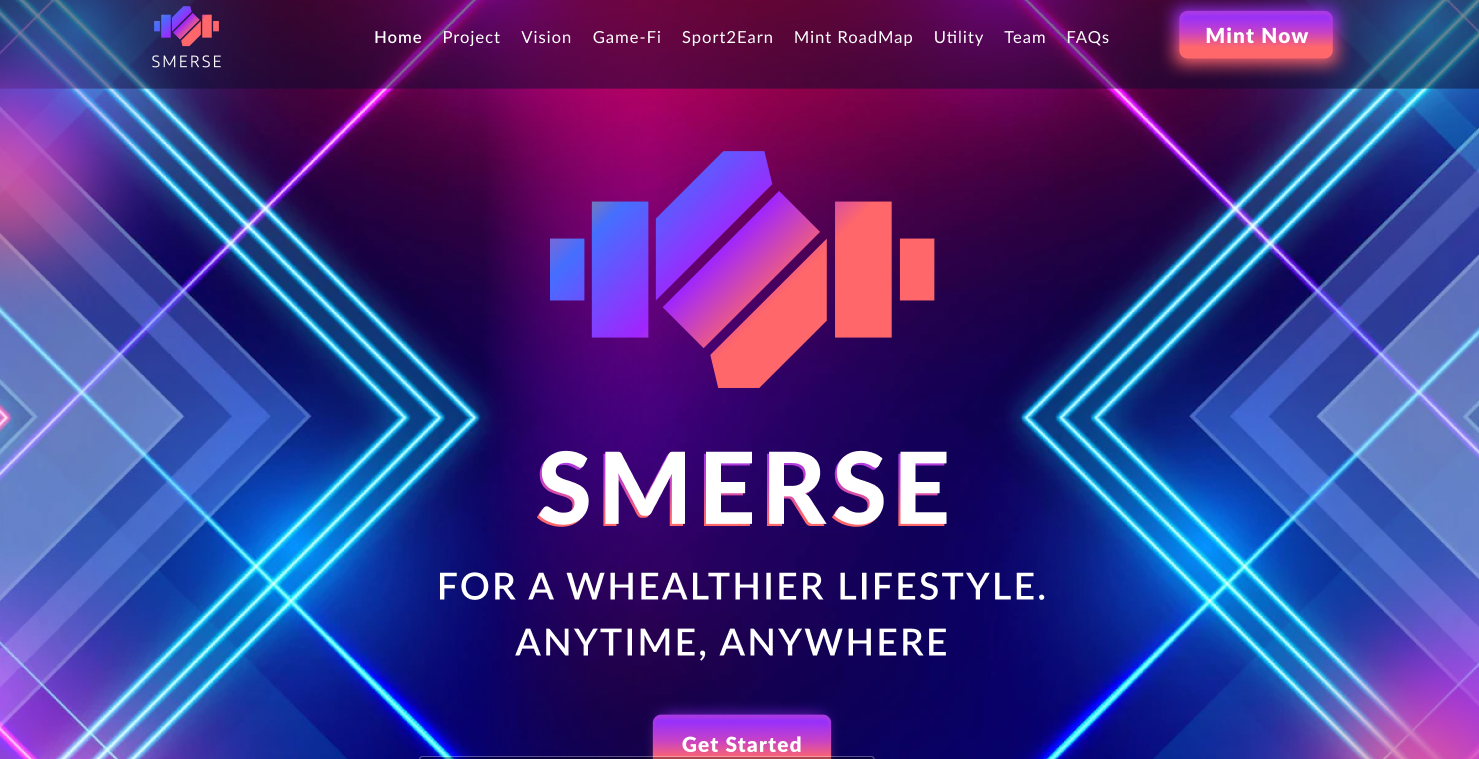 SMERSE
Home Project Vision Game-Fi Sport2Earn Mint RoadMap Utility Team FAQs
Mint Now
SMERSE
FOR A WHEALTHIER LIFESTYLE.
ANYTIME, ANYWHERE
Get Started